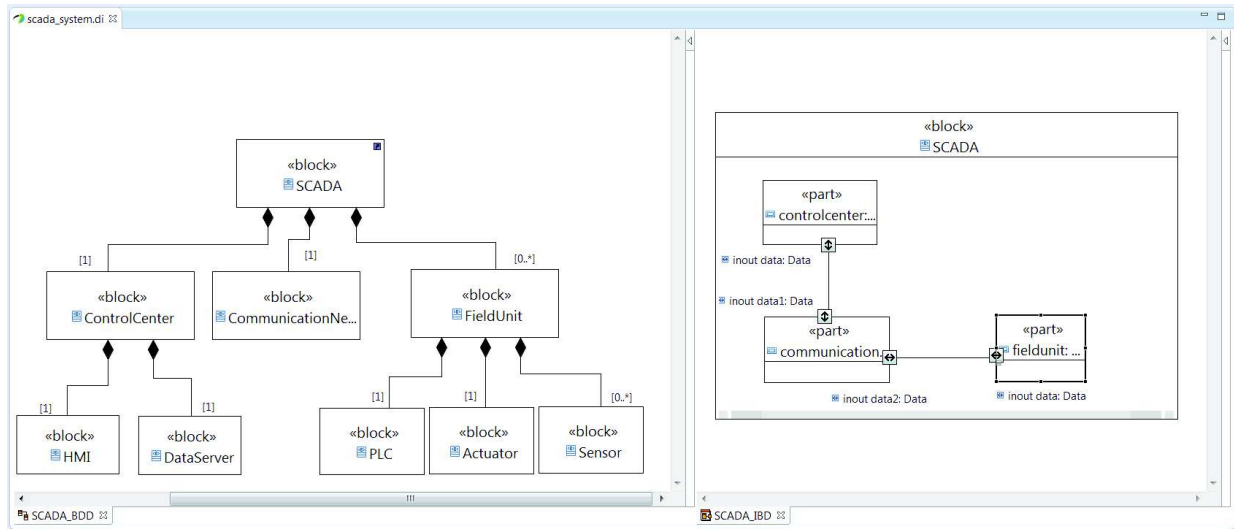 scada_system.di
«block»
SCADA
[1]
[1]
[0..*]
«block»
ControlCenter
«block»
CommunicationNe...
«block»
FieldUnit
[1]
[1]
[1]
[1]
[0..*]
«block»
HMI
«block»
DataServer
«block»
PLC
«block»
Actuator
«block»
Sensor
SCADA_BDD
«block»
SCADA
«part»
controlcenter:...
inout data: Data
inout data1: Data
«part»
communication.
«part»
fieldunit: ...
inout data2: Data
inout data: Data
SCADA_IBD